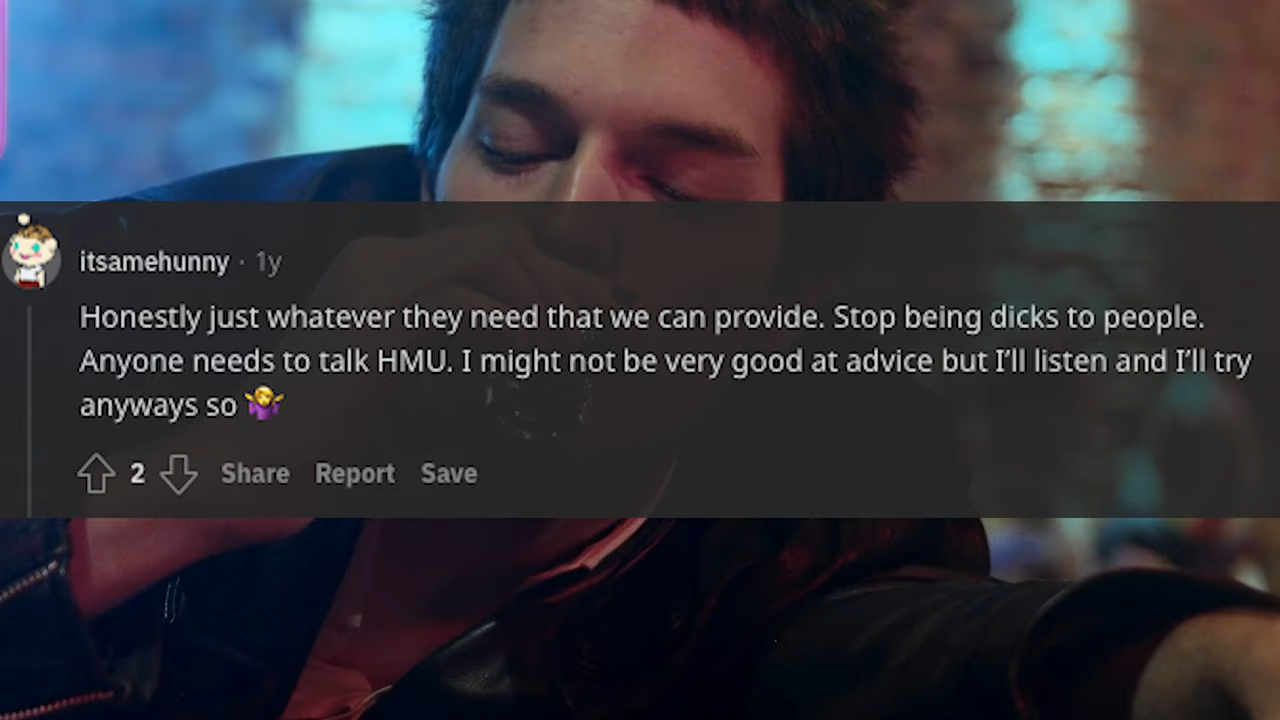 itsamehunny · 1y
Honestly just whatever they need that we can provide. Stop being dicks to people.
Anyone needs to talk HMU. I might not be very good at advice but I’ll listen and I’ll try
anyways so 🤷‍♀️
2 Share Report Save